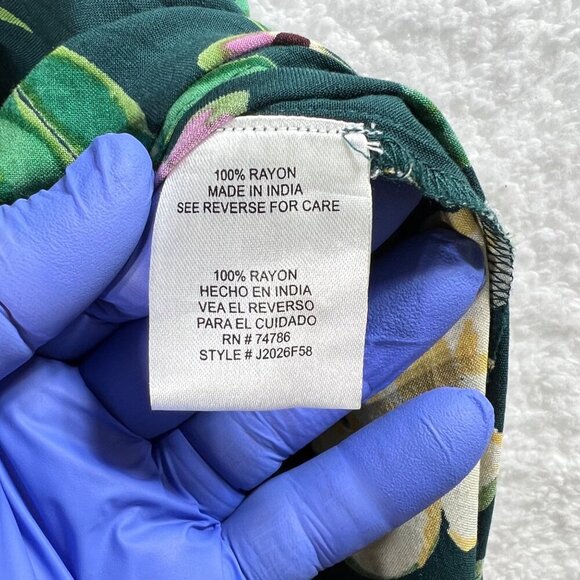 100% RAYON
MADE IN INDIA
SEE REVERSE FOR CARE
100% RAYON
HECHO EN INDIA
VEA EL REVERSO
PARA EL CUIDADO
RN # 74786
STYLE # J2026F58